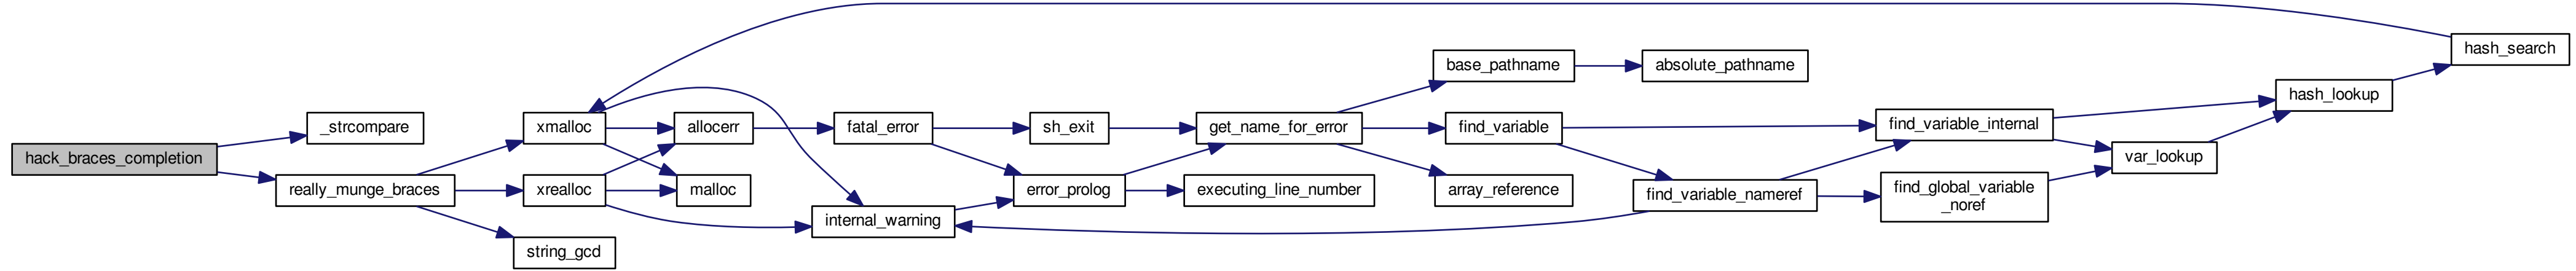 hack_braces_completion
_strcompare
really_munge_braces
xmalloc
xrealloc
string_gcd
allocerr
malloc
internal_warning
fatal_error
sh_exit
error_prolog
get_name_for_error
executing_line_number
base_pathname
find_variable
array_reference
absolute_pathname
find_variable_nameref
find_variable_internal
find_global_variable
_noref
var_lookup
hash_lookup
hash_search